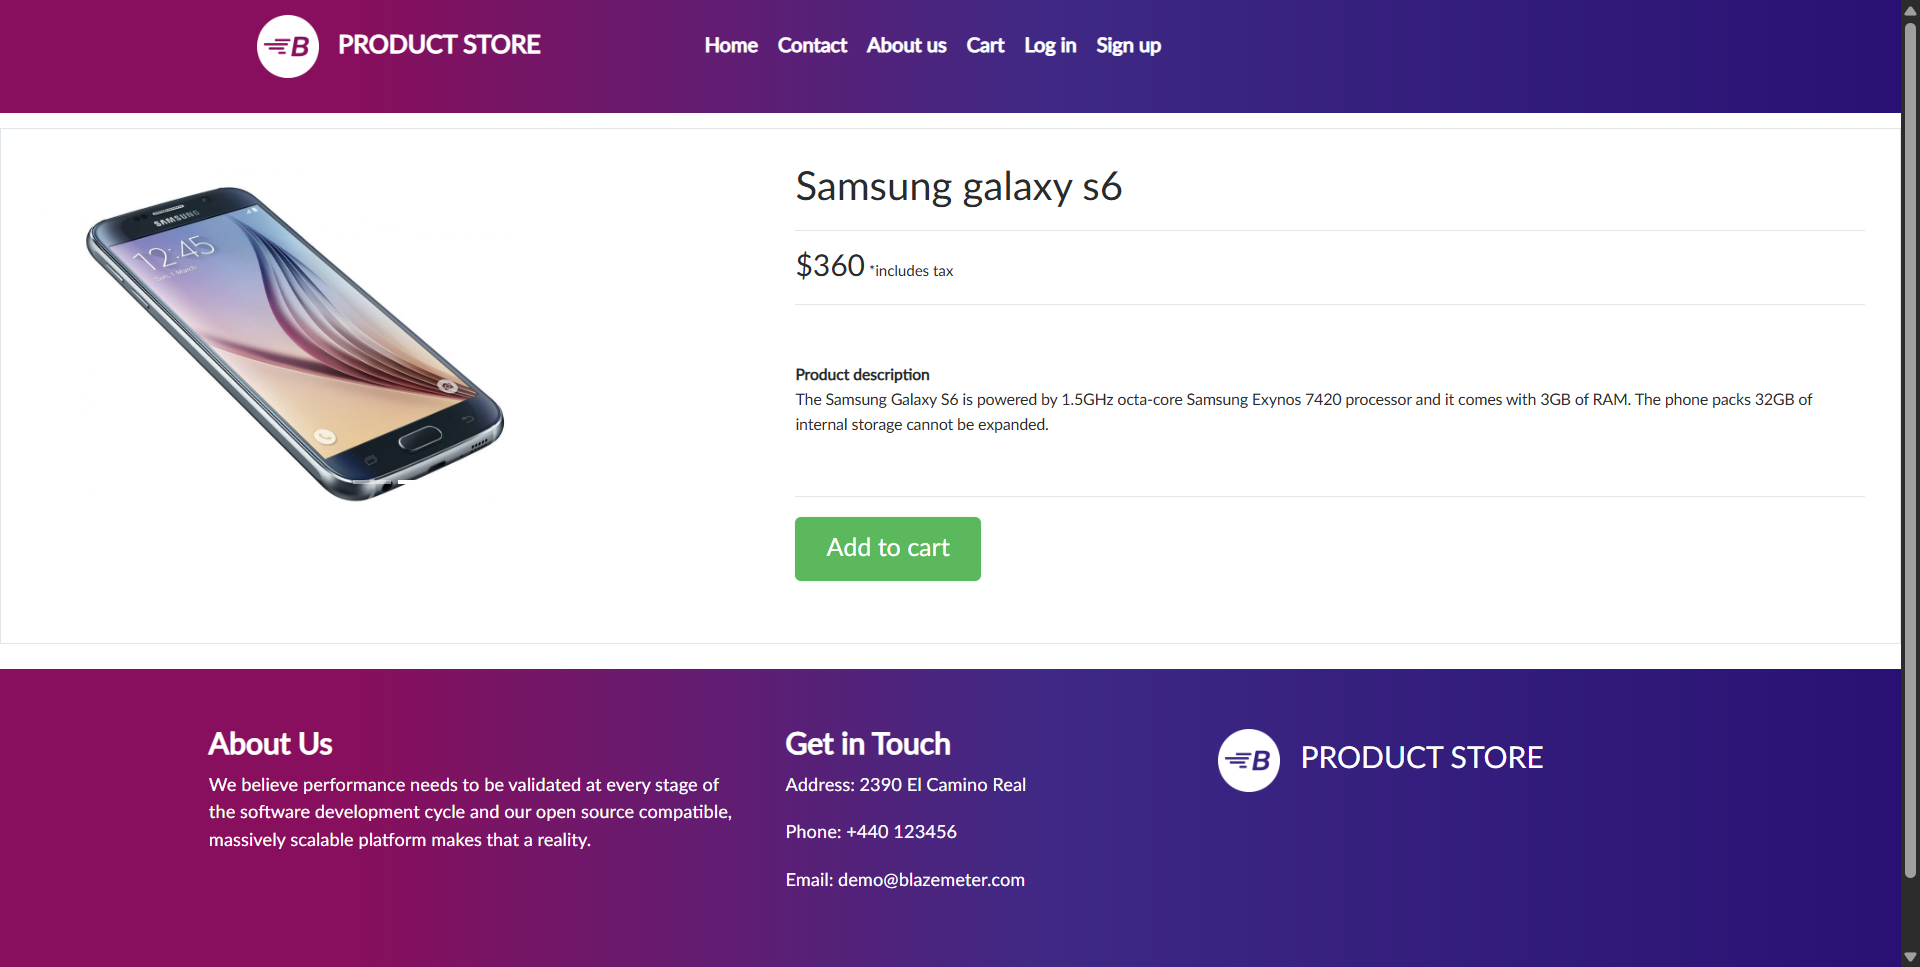 B PRODUCT STORE
Home Contact About us Cart Log in Sign up
SAMSUNG
12:45
Sun, 1 March
Samsung galaxy s6
$360 *includes tax
Product description
The Samsung Galaxy S6 is powered by 1.5GHz octa-core Samsung Exynos 7420 processor and it comes with 3GB of RAM. The phone packs 32GB of
internal storage cannot be expanded.
Add to cart
About Us
We believe performance needs to be validated at every stage of
the software development cycle and our open source compatible,
massively scalable platform makes that a reality.
Get in Touch
Address: 2390 El Camino Real
Phone: +440 123456
Email: demo@blazemeter.com
B PRODUCT STORE